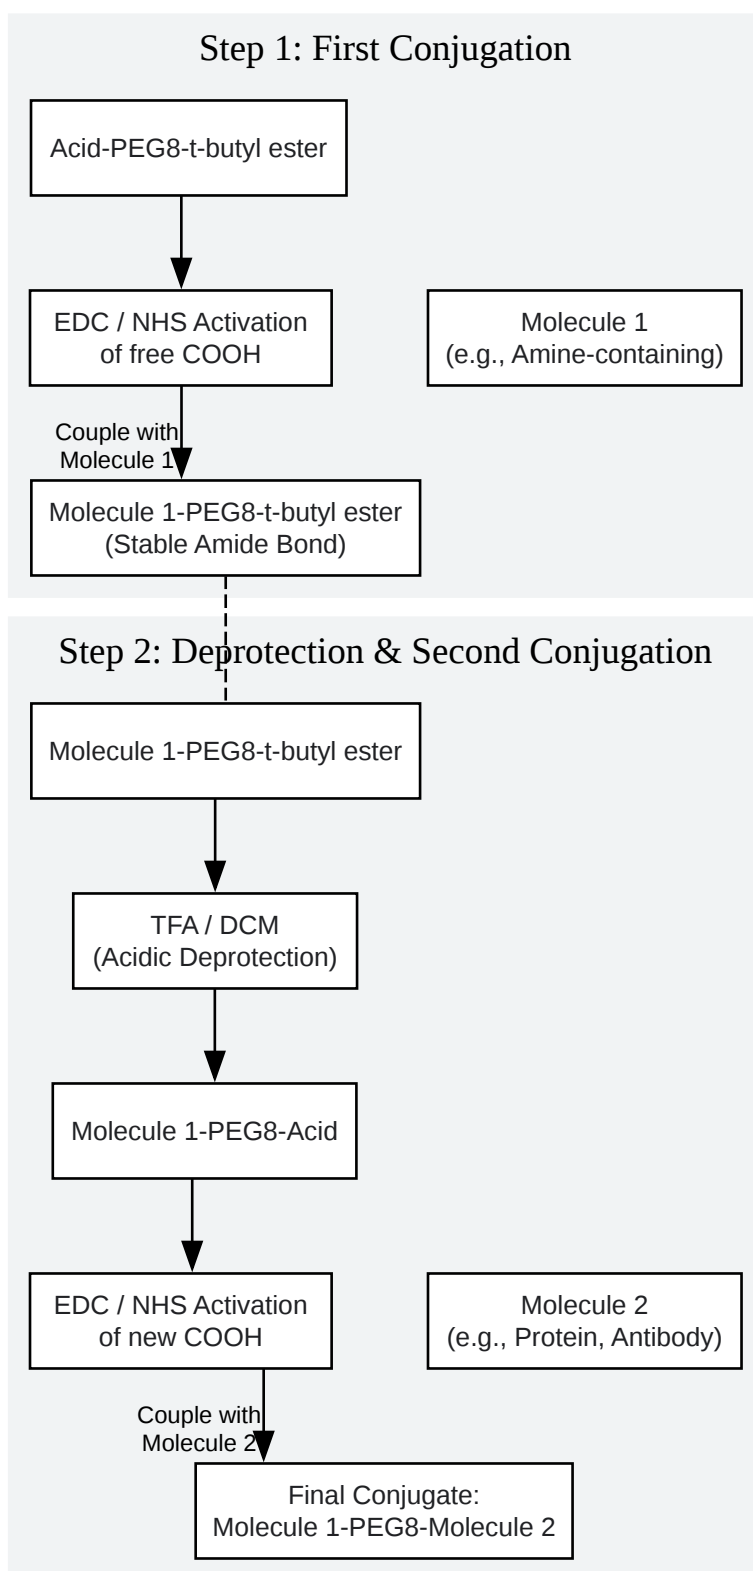 Step 1: First Conjugation
Acid-PEG8-t-butyl ester
EDC / NHS Activation
of free COOH
Molecule 1
(e.g., Amine-containing)
Couple with
Molecule 1
Molecule 1-PEG8-t-butyl ester
(Stable Amide Bond)
Step 2: Deprotection & Second Conjugation
Molecule 1-PEG8-t-butyl ester
TFA / DCM
(Acidic Deprotection)
Molecule 1-PEG8-Acid
EDC / NHS Activation
of new COOH
Molecule 2
(e.g., Protein, Antibody)
Couple with
Molecule 2
Final Conjugate:
Molecule 1-PEG8-Molecule 2